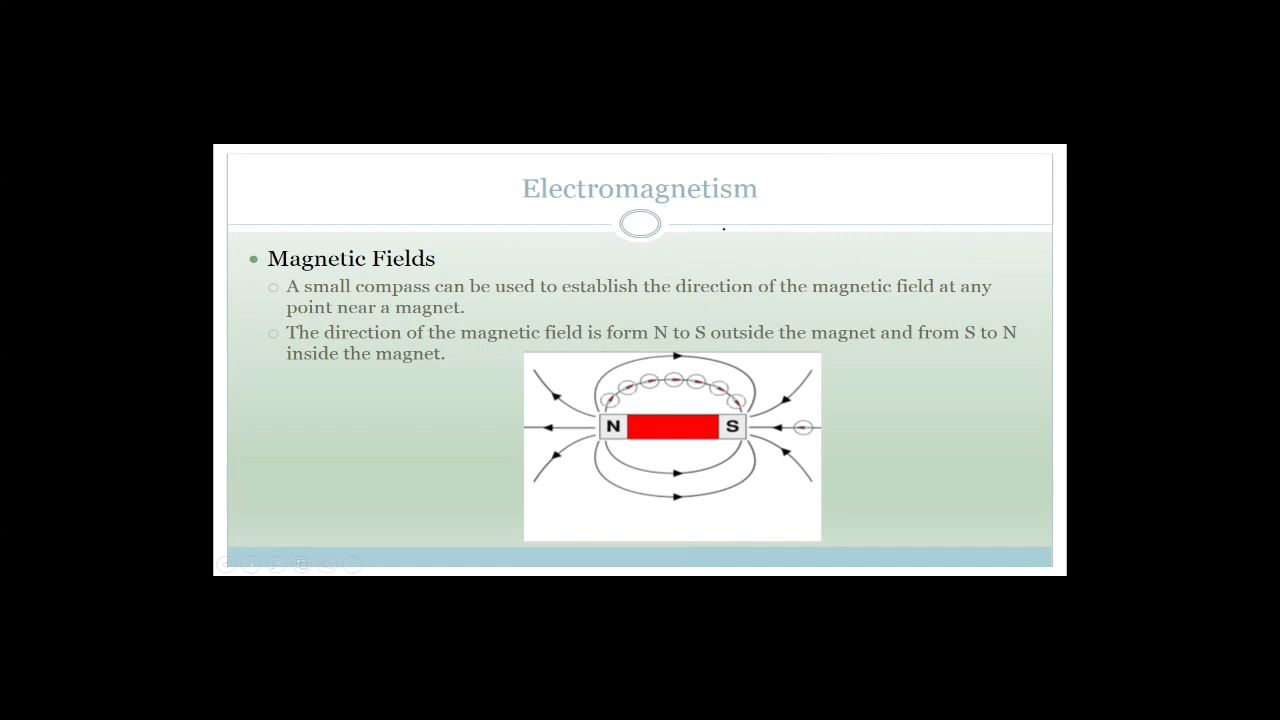 Electromagnetism
Magnetic Fields
A small compass can be used to establish the direction of the magnetic field at any
point near a magnet.
The direction of the magnetic field is form N to S outside the magnet and from S to N
inside the magnet.
N S